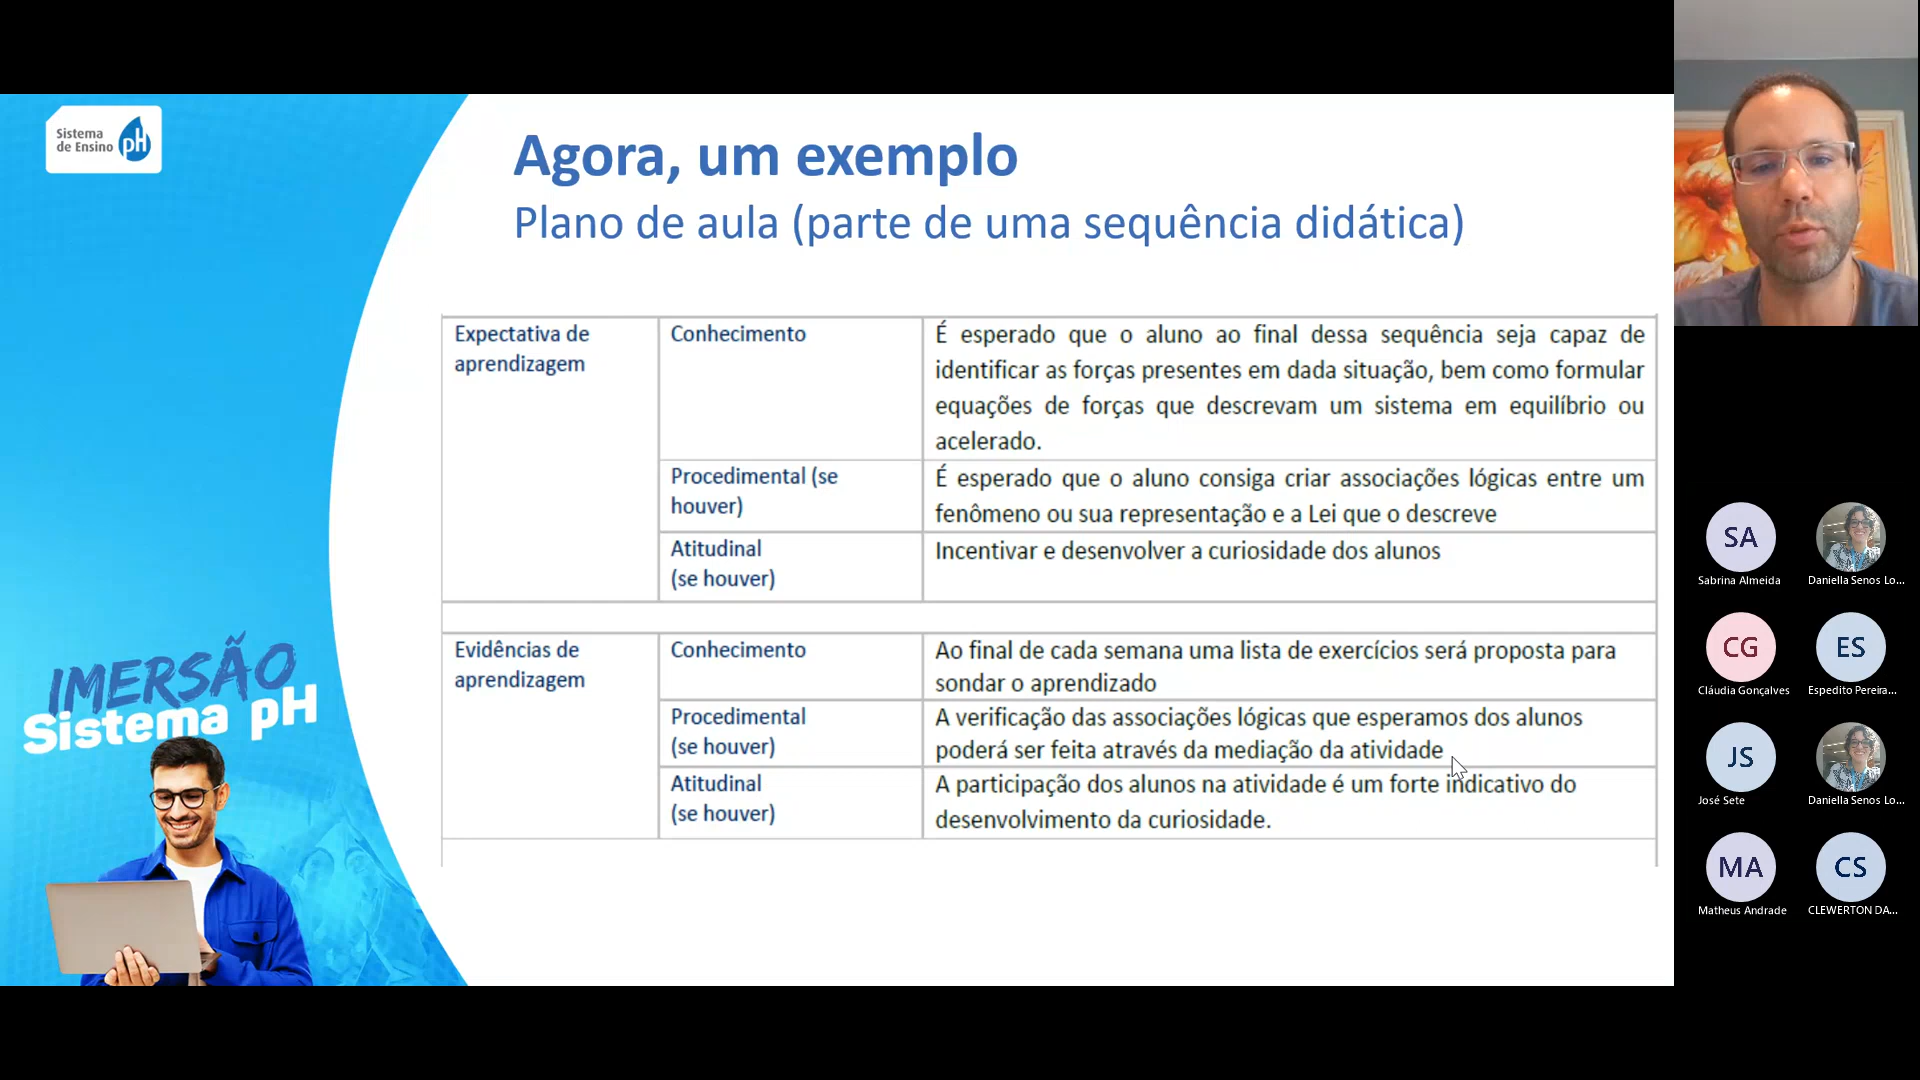 Sistema
de Ensino pH
Agora, um exemplo
Plano de aula (parte de uma sequência didática)
Expectativa de
aprendizagem
Conhecimento
É esperado que o aluno ao final dessa sequência seja capaz de
identificar as forças presentes em dada situação, bem como formular
equações de forças que descrevam um sistema em equilíbrio ou
acelerado.
Procedimental (se
houver)
É esperado que o aluno consiga criar associações lógicas entre um
fenômeno ou sua representação e a Lei que o descreve
Atitudinal
(se houver)
Incentivar e desenvolver a curiosidade dos alunos
Evidências de
aprendizagem
Conhecimento
Ao final de cada semana uma lista de exercícios será proposta para
sondar o aprendizado
Procedimental
(se houver)
A verificação das associações lógicas que esperamos dos alunos
poderá ser feita através da mediação da atividade
Atitudinal
(se houver)
A participação dos alunos na atividade é um forte indicativo do
desenvolvimento da curiosidade.
IMERSÃO
Sistema pH
SA
Sabrina Almeida
Daniella Senos Lo...
CG
Cláudia Gonçalves
ES
Espedito Pereira...
JS
José Sete
Daniella Senos Lo...
MA
Matheus Andrade
CS
CLEWERTON DA...